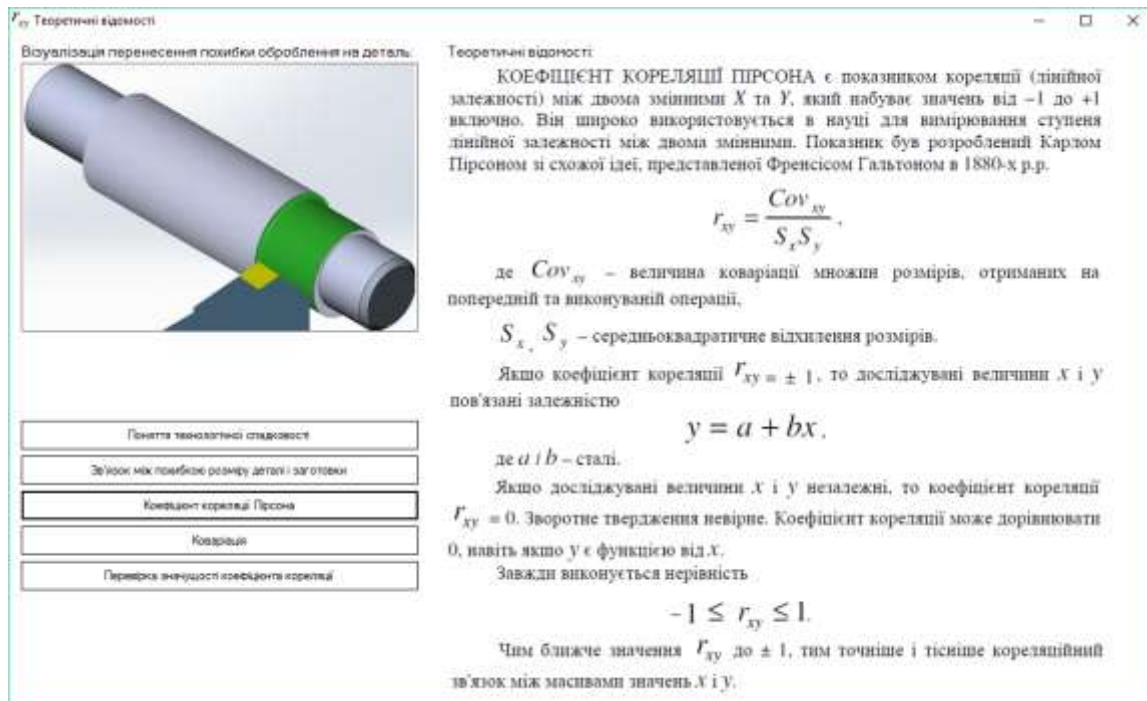 r_xy Теоретичні відомості
Візуалізація перенесення похибки оброблення на деталь:
Поняття технологічної спадковості
Зв'язок між похибкою розміру деталі і заготовки
Коефіцієнт кореляції Пірсона
Коваріація
Перевірка значущості коефіцієнта кореляції
Теоретичні відомості:
КОЕФІЦІЄНТ КОРЕЛЯЦІЇ ПІРСОНА є показником кореляції (лінійної
залежності) між двома змінними X та Y, який набуває значень від –1 до +1
включно. Він широко використовується в науці для вимірювання ступеня
лінійної залежності між двома змінними. Показник був розроблений Карлом
Пірсоном зі схожої ідеї, представленої Френсісом Гальтоном в 1880-х р.р.
r_xy = Cov_xy / S_x S_y ,
де Cov_xy – величина коваріації множин розмірів, отриманих на
попередній та виконуваній операції,
S_x , S_y – середньоквадратичне відхилення розмірів.
Якщо коефіцієнт кореляції r_xy = ± 1, то досліджувані величини x і y
пов'язані залежністю
y = a + bx ,
де a і b – сталі.
Якщо досліджувані величини x і y незалежні, то коефіцієнт кореляції
r_xy = 0. Зворотне твердження невірне. Коефіцієнт кореляції може дорівнювати
0, навіть якщо y є функцією від x.
Завжди виконується нерівність
–1 ≤ r_xy ≤ 1.
Чим ближче значення r_xy до ± 1, тим точніше і тісніше кореляційний
зв'язок між масивами значень x і y.